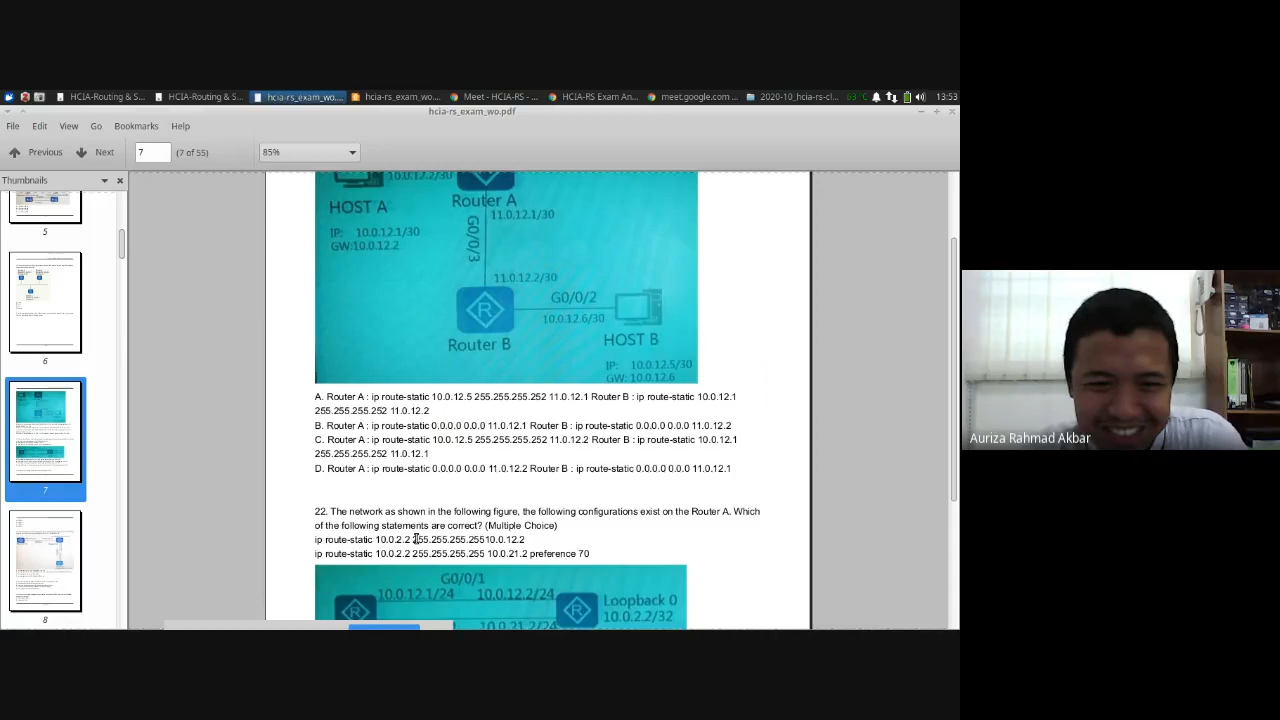 HCIA-Routing & S... HCIA-Routing & S... hcia-rs_exam_wo.... hcia-rs_exam_wo.... Meet - HCIA-RS - ... HCIA-RS Exam An... meet.google.com ... 2020-10_hcia-rs-cl... 63 °C 13:53
hcia-rs_exam_wo.pdf
File Edit View Go Bookmarks Help
Previous Next 7 (7 of 55) 85%
Thumbnails
5
6
7
8
10.0.12.2/30
HOST A
Router A
11.0.12.1/30
IP: 10.0.12.1/30
GW:10.0.12.2
G0/0/3
11.0.12.2/30
G0/0/2
10.0.12.6/30
Router B
HOST B
IP: 10.0.12.5/30
GW: 10.0.12.6
A. Router A : ip route-static 10.0.12.5 255.255.255.252 11.0.12.1 Router B : ip route-static 10.0.12.1
255.255.255.252 11.0.12.2
B. Router A : ip route-static 0.0.0.0 0.0.0 11.0.12.1 Router B : ip route-static 0.0.0.0 0.0.0 11.0.12.2
C. Router A : ip route-static 10.0.12.5 255.255.255.252 11.0.12.2 Router B : ip route-static 10.0.12.1
255.255.255.252 11.0.12.1
D. Router A : ip route-static 0.0.0.0 0.0.0 11.0.12.2 Router B : ip route-static 0.0.0.0 0.0.0 11.0.12.1
22. The network as shown in the following figure, the following configurations exist on the Router A. Which
of the following statements are correct? (Multiple Choice)
ip route-static 10.0.2.2 255.255.255.255 10.0.12.2
ip route-static 10.0.2.2 255.255.255.255 10.0.21.2 preference 70
G0/0/1
10.0.12.1/24 10.0.12.2/24
Loopback 0
10.0.2.2/32
10.0.21.2/24
Auriza Rahmad Akbar